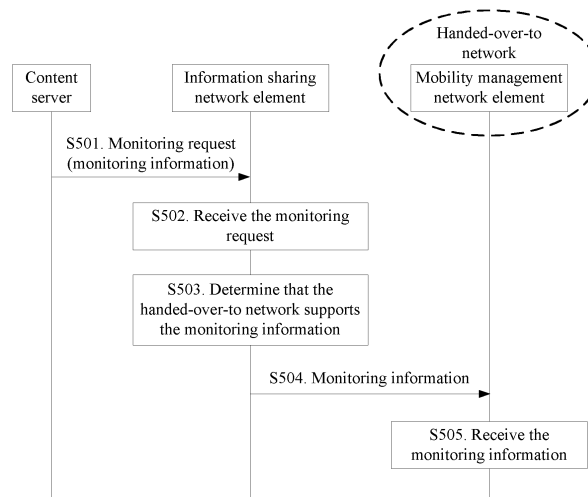 Handed-over-to
network
Content
server
Information sharing
network element
Mobility management
network element
S501. Monitoring request
(monitoring information)
S502. Receive the monitoring
request
S503. Determine that the
handed-over-to network supports
the monitoring information
S504. Monitoring information
S505. Receive the
monitoring information